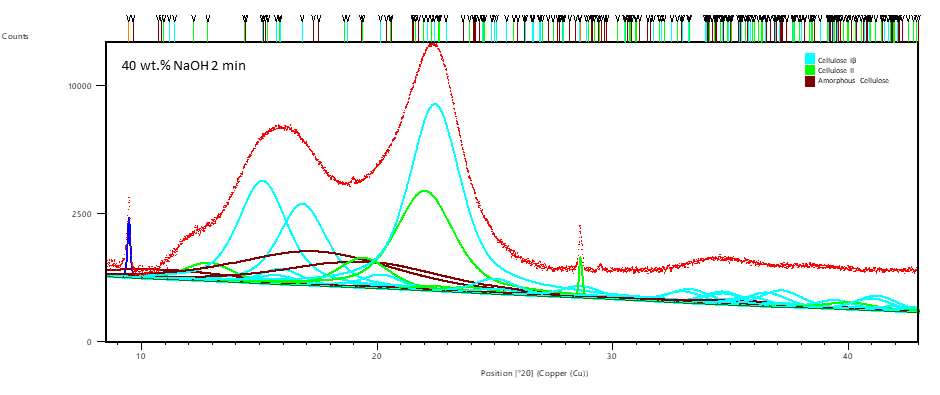 Counts
40 wt.% NaOH 2 min
Cellulose Iβ
Cellulose II
Amorphous Cellulose
10000
2500
0
10
20
30
40
Position [°2θ] (Copper (Cu))